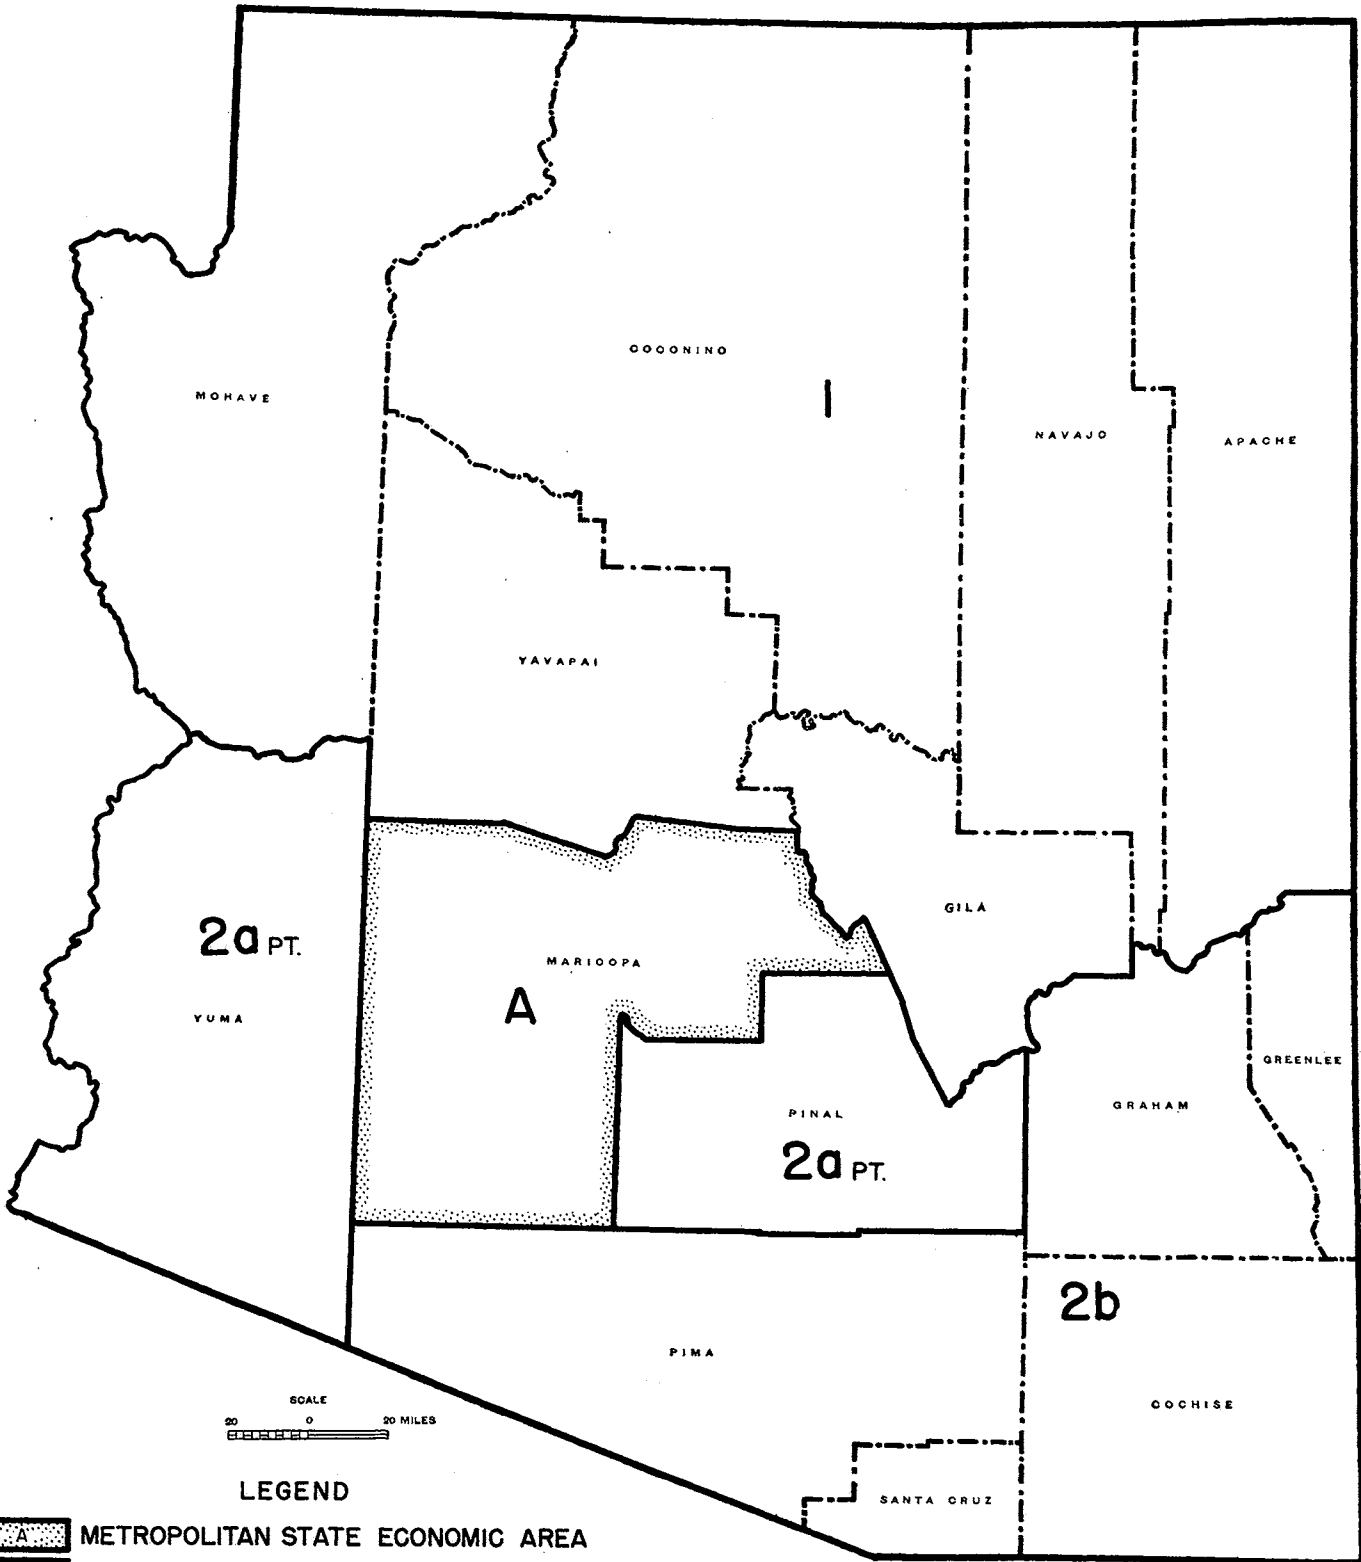 COCONINO
1
MOHAVE
NAVAJO
APACHE
YAVAPAI
GILA
2a PT.
MARICOPA
A
YUMA
GREENLEE
GRAHAM
PINAL
2a PT.
2b
PIMA
COCHISE
SCALE
20 0 20 MILES
LEGEND
SANTA CRUZ
A METROPOLITAN STATE ECONOMIC AREA